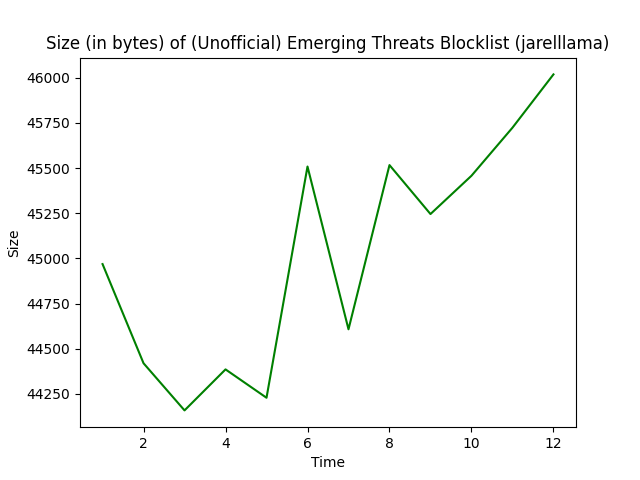 Size (in bytes) of (Unofficial) Emerging Threats Blocklist (jarelllama)
46000
45750
45500
45250
45000
44750
44500
44250
Size
2 4 6 8 10 12
Time